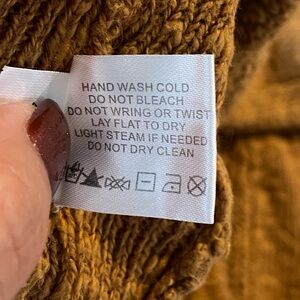 HAND WASH COLD
DO NOT BLEACH
DO NOT WRING OR TWIST
LAY FLAT TO DRY
LIGHT STEAM IF NEEDED
DO NOT DRY CLEAN